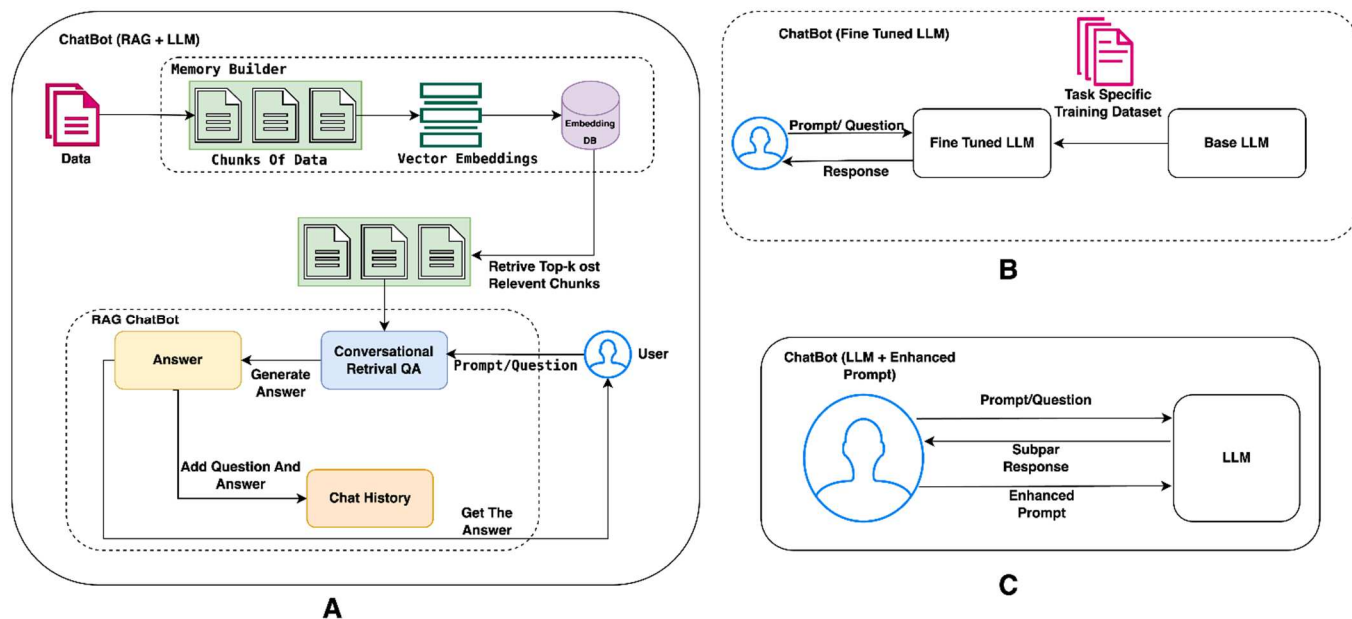 ChatBot (RAG + LLM)
Memory Builder
Data
Chunks Of Data
Vector Embeddings
Embedding
DB
Retrive Top-k ost
Relevent Chunks
RAG ChatBot
Answer
Generate
Answer
Conversational
Retrival QA
Prompt/Question
User
Add Question And
Answer
Chat History
Get The
Answer
A
ChatBot (Fine Tuned LLM)
Task Specific
Training Dataset
Prompt/ Question
Response
Fine Tuned LLM
Base LLM
B
ChatBot (LLM + Enhanced
Prompt)
Prompt/Question
Subpar
Response
Enhanced
Prompt
LLM
C